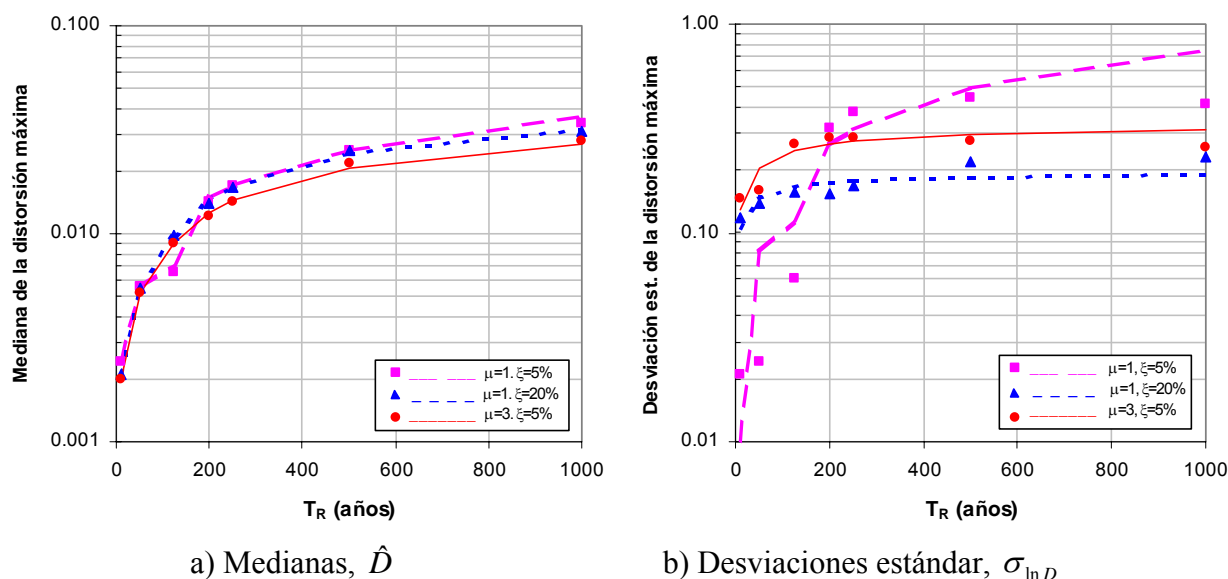 0.100
0.010
0.001
0 200 400 600 800 1000
Mediana de la distorsión máxima
T_R (años)
μ=1. ξ=5%
μ=1. ξ=20%
μ=3. ξ=5%
a) Medianas, D̂
1.00
0.10
0.01
0 200 400 600 800 1000
Desviación est. de la distorsión máxima
T_R (años)
μ=1, ξ=5%
μ=1, ξ=20%
μ=3, ξ=5%
b) Desviaciones estándar, σ_ln D